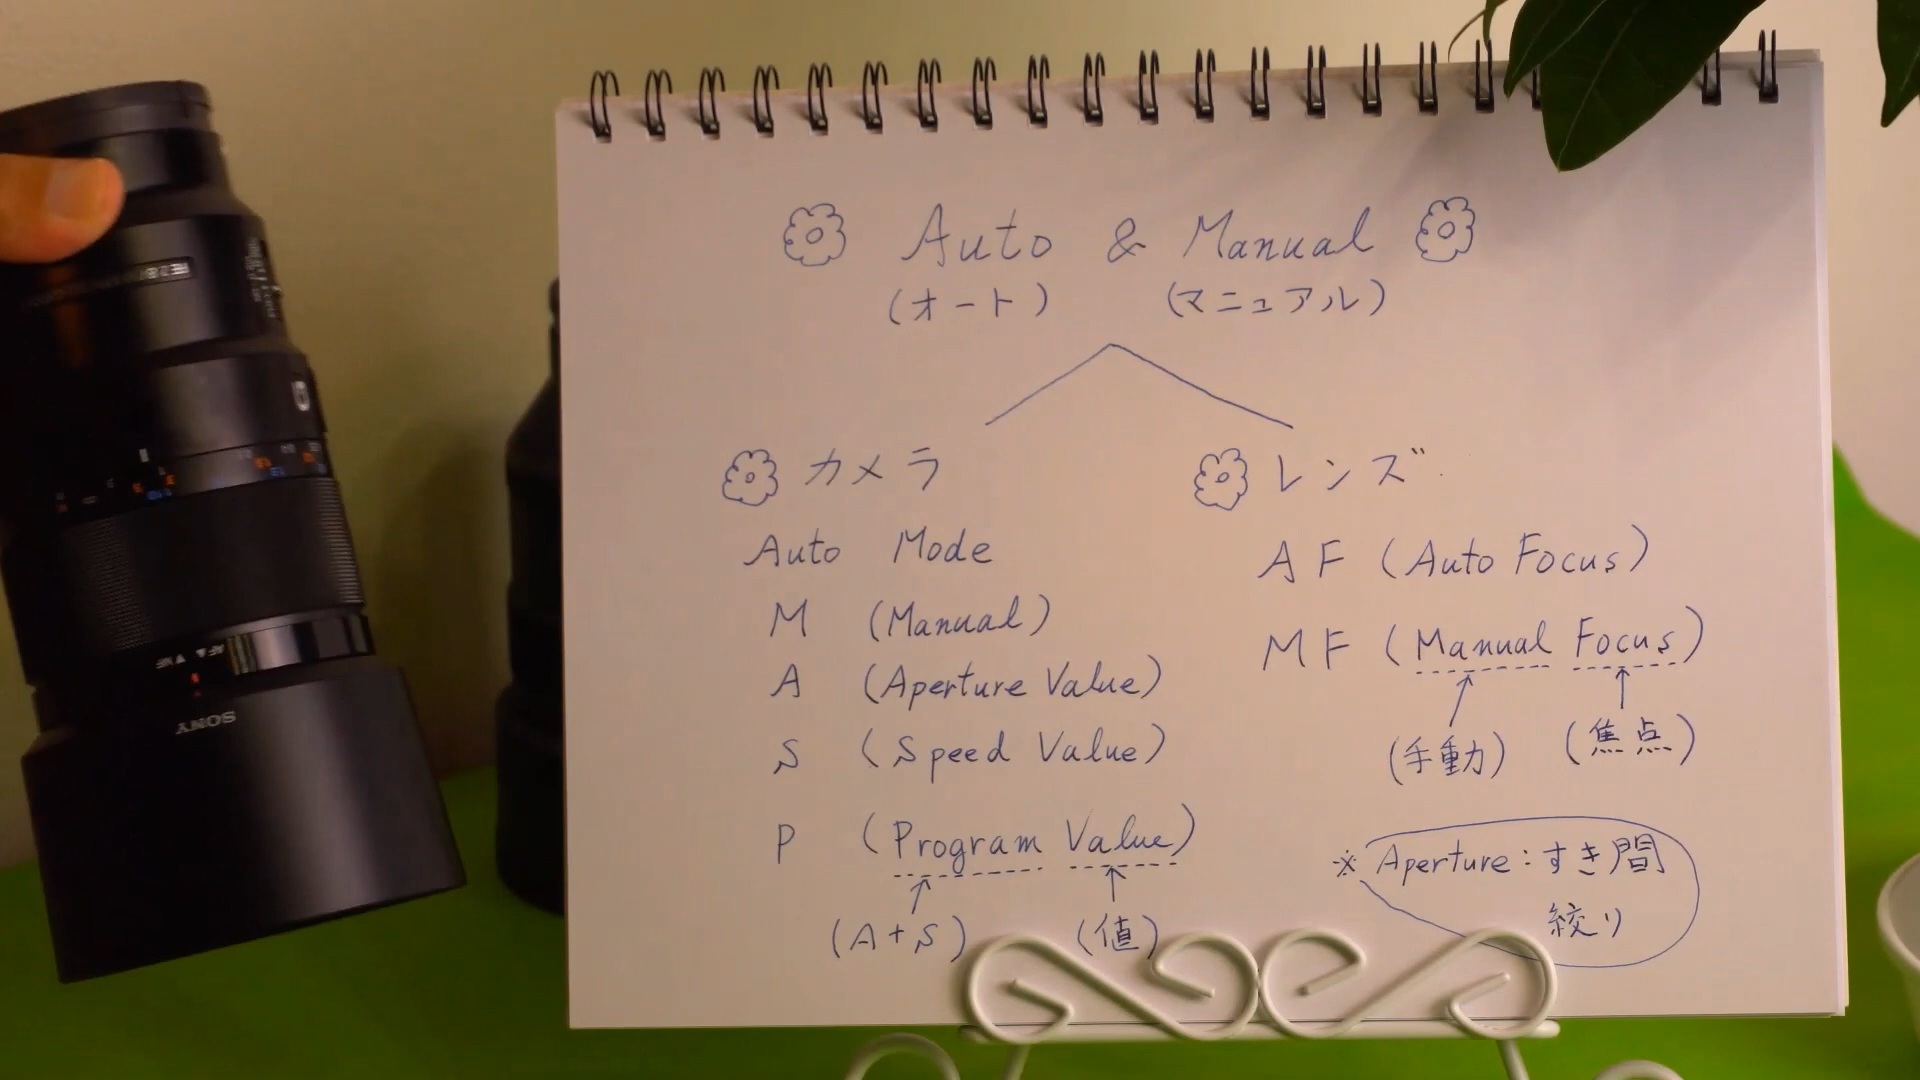 Auto & Manual
(オート) (マニュアル)
カメラ
Auto Mode
M (Manual)
A (Aperture Value)
S (Speed Value)
P (Program Value)
(A+S) (値)
レンズ
AF (Auto Focus)
MF (Manual Focus)
(手動) (焦点)
※ Aperture:すき間
絞り
SONY
AF▲▼MF